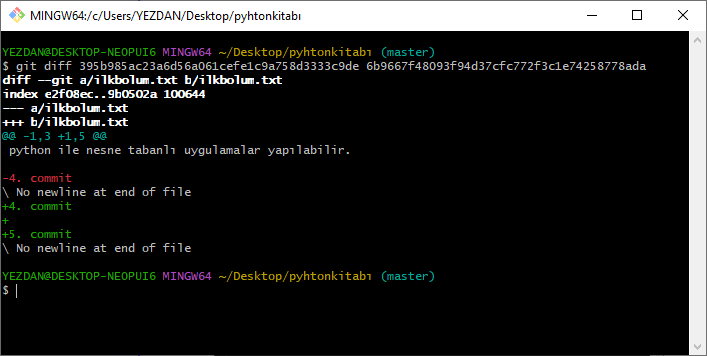 MINGW64:/c/Users/YEZDAN/Desktop/pyhtonkitabı
YEZDAN@DESKTOP-NEOPUI6 MINGW64 ~/Desktop/pyhtonkitabı (master)
$ git diff 395b985ac23a6d56a061cefe1c9a758d3333c9de 6b9667f48093f94d37cfc772f3c1e74258778ada
diff --git a/ilkbolum.txt b/ilkbolum.txt
index e2f08ec..9b0502a 100644
--- a/ilkbolum.txt
+++ b/ilkbolum.txt
@@ -1,3 +1,5 @@
 python ile nesne tabanlı uygulamalar yapılabilir.
-4. commit
\ No newline at end of file
+4. commit
+
+5. commit
\ No newline at end of file
YEZDAN@DESKTOP-NEOPUI6 MINGW64 ~/Desktop/pyhtonkitabı (master)
$